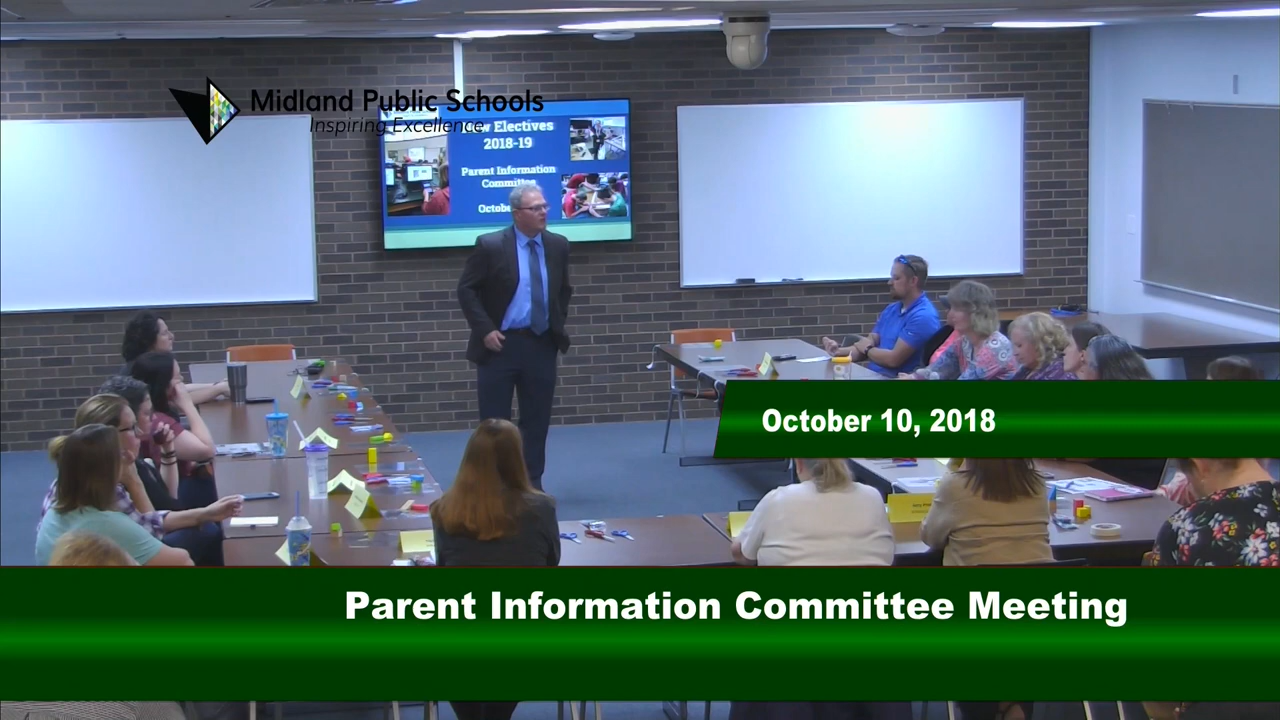 Midland Public Schools
Inspiring Excellence
Electives
2018-19
Parent Information
Committee
October 10, 2018
Parent Information Committee Meeting